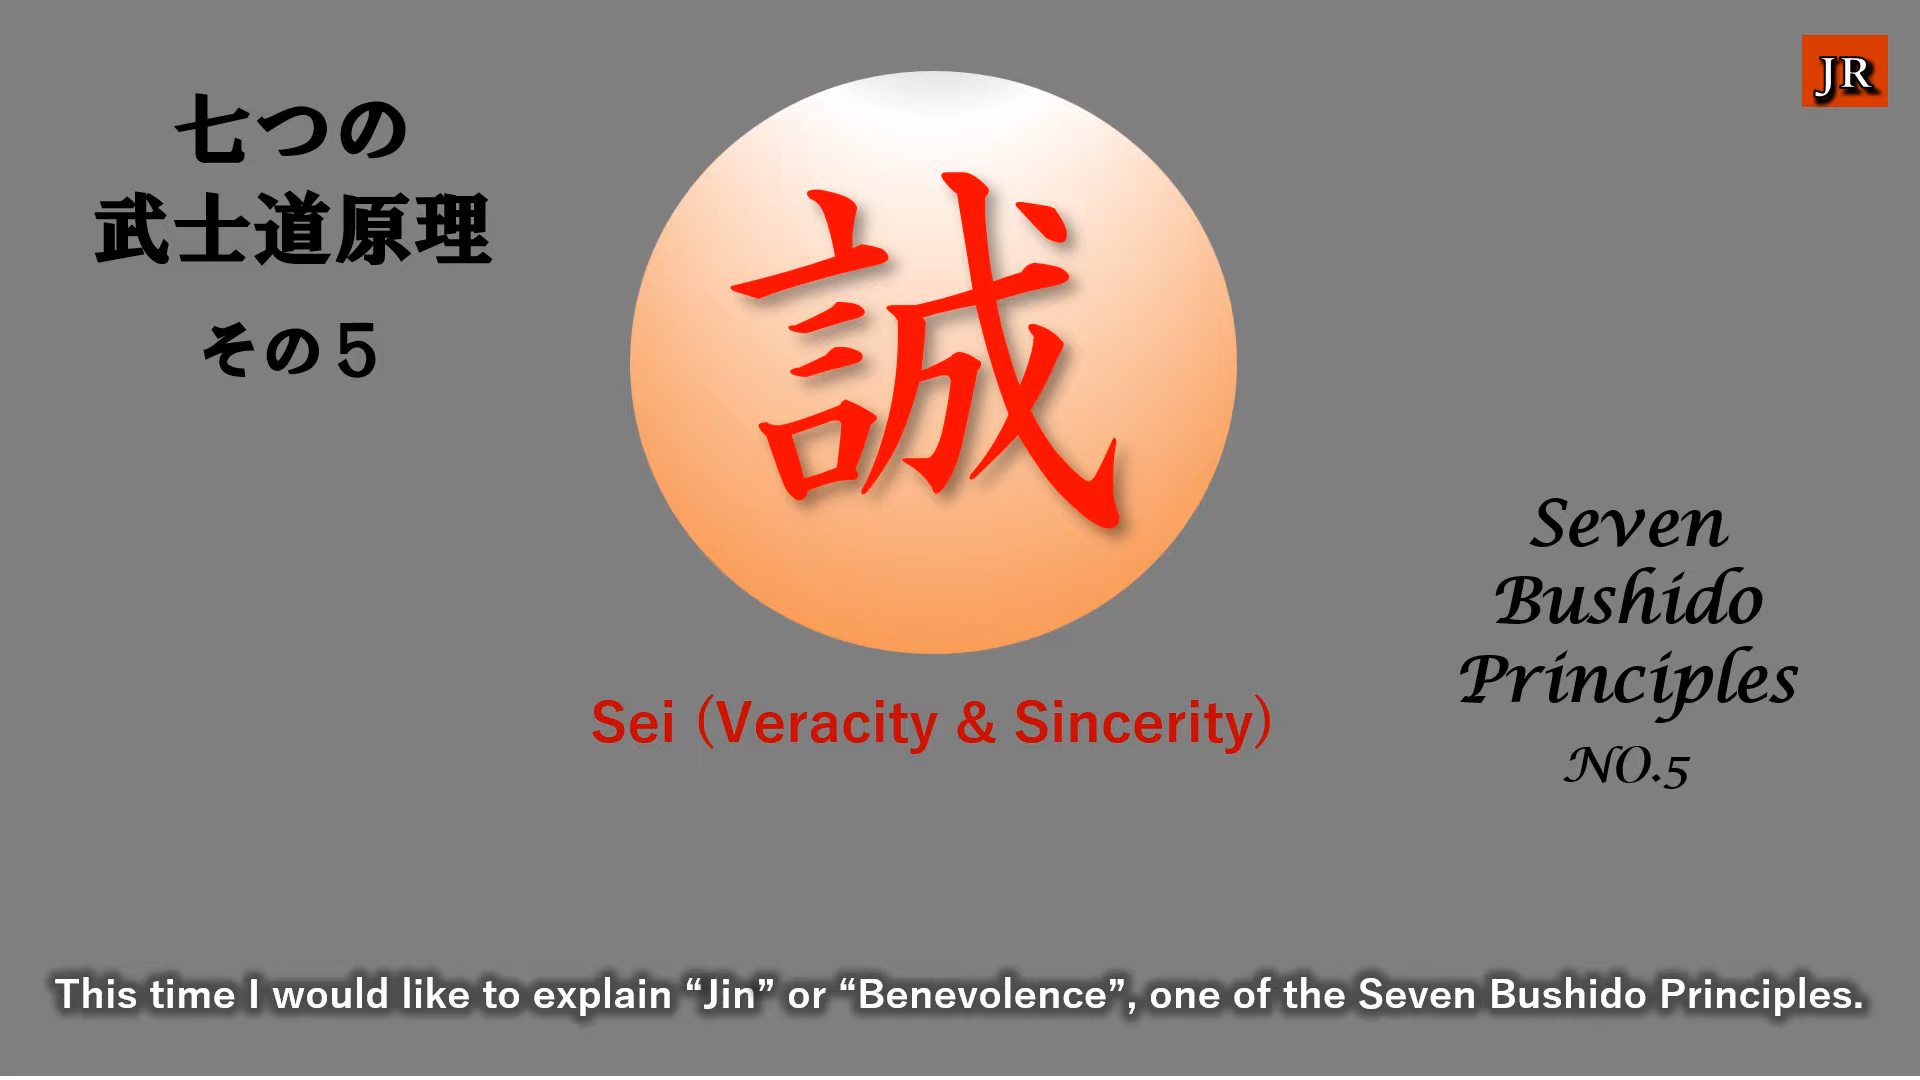 七つの
武士道原理
その５
JR
誠
Sei (Veracity & Sincerity)
Seven
Bushido
Principles
NO.5
This time I would like to explain “Jin” or “Benevolence”, one of the Seven Bushido Principles.